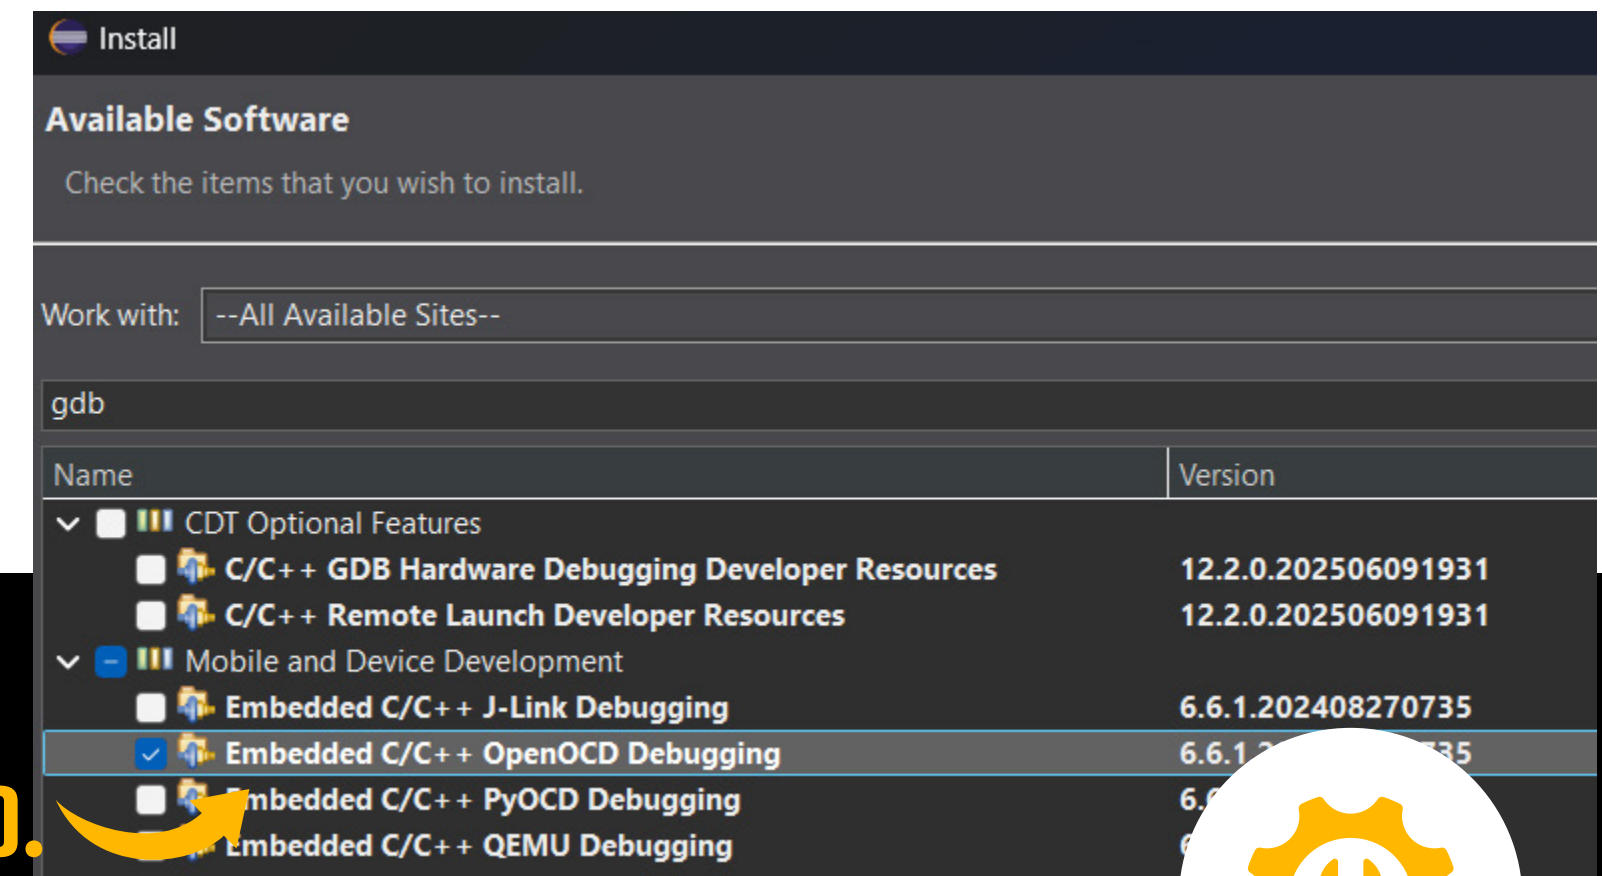 Install
Available Software
Check the items that you wish to install.
Work with: --All Available Sites--
gdb
Name Version
CDT Optional Features
C/C++ GDB Hardware Debugging Developer Resources 12.2.0.202506091931
C/C++ Remote Launch Developer Resources 12.2.0.202506091931
Mobile and Device Development
Embedded C/C++ J-Link Debugging 6.6.1.202408270735
Embedded C/C++ OpenOCD Debugging
Embedded C/C++ PyOCD Debugging
Embedded C/C++ QEMU Debugging